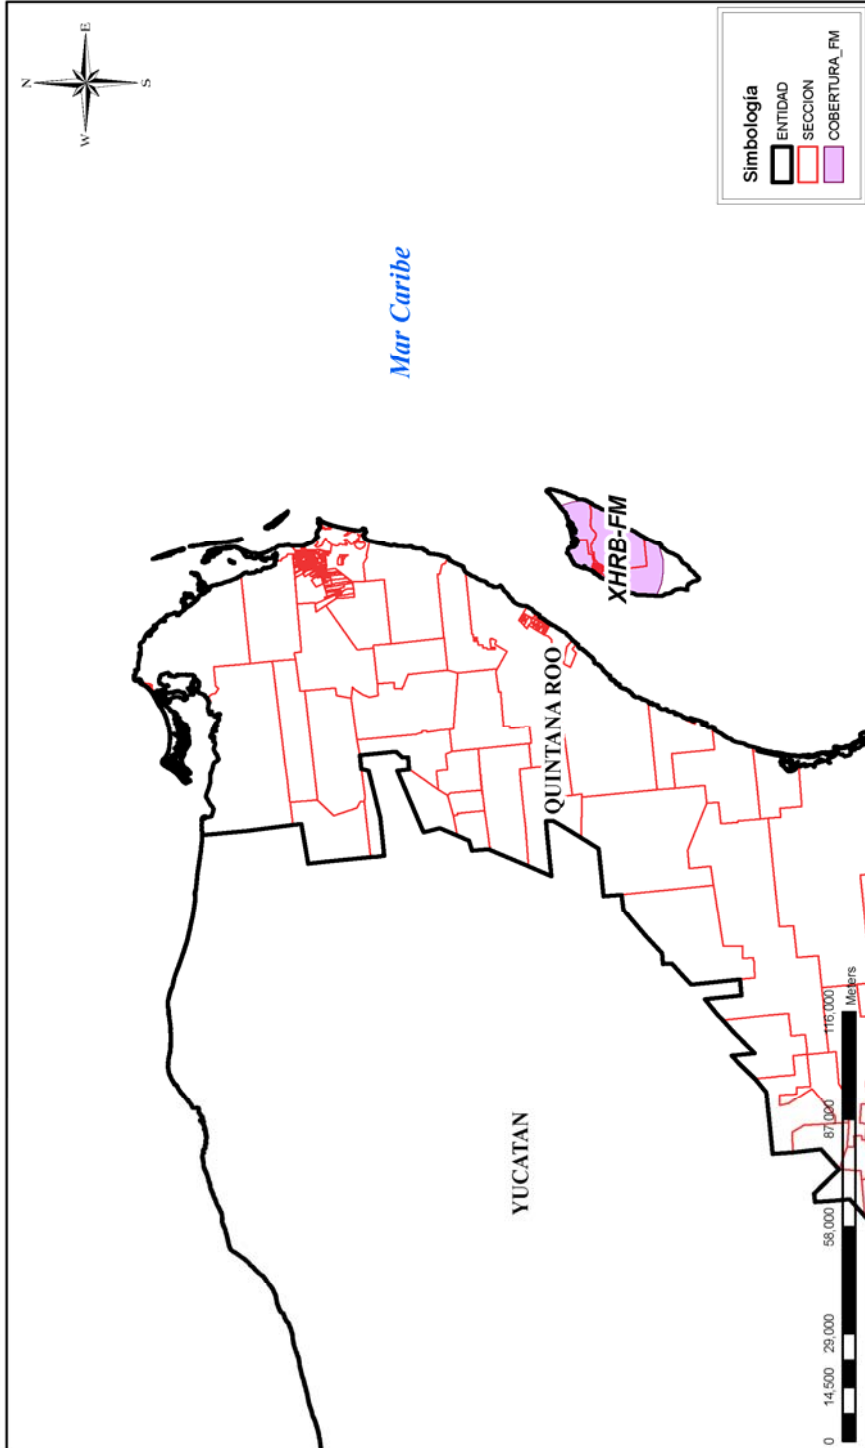 N
W
E
S
Mar Caribe
XHRB-FM
QUINTANA ROO
YUCATAN
Simbología
ENTIDAD
SECCION
COBERTURA_FM
0 14,500 29,000 58,000 87,000 116,000
Meters